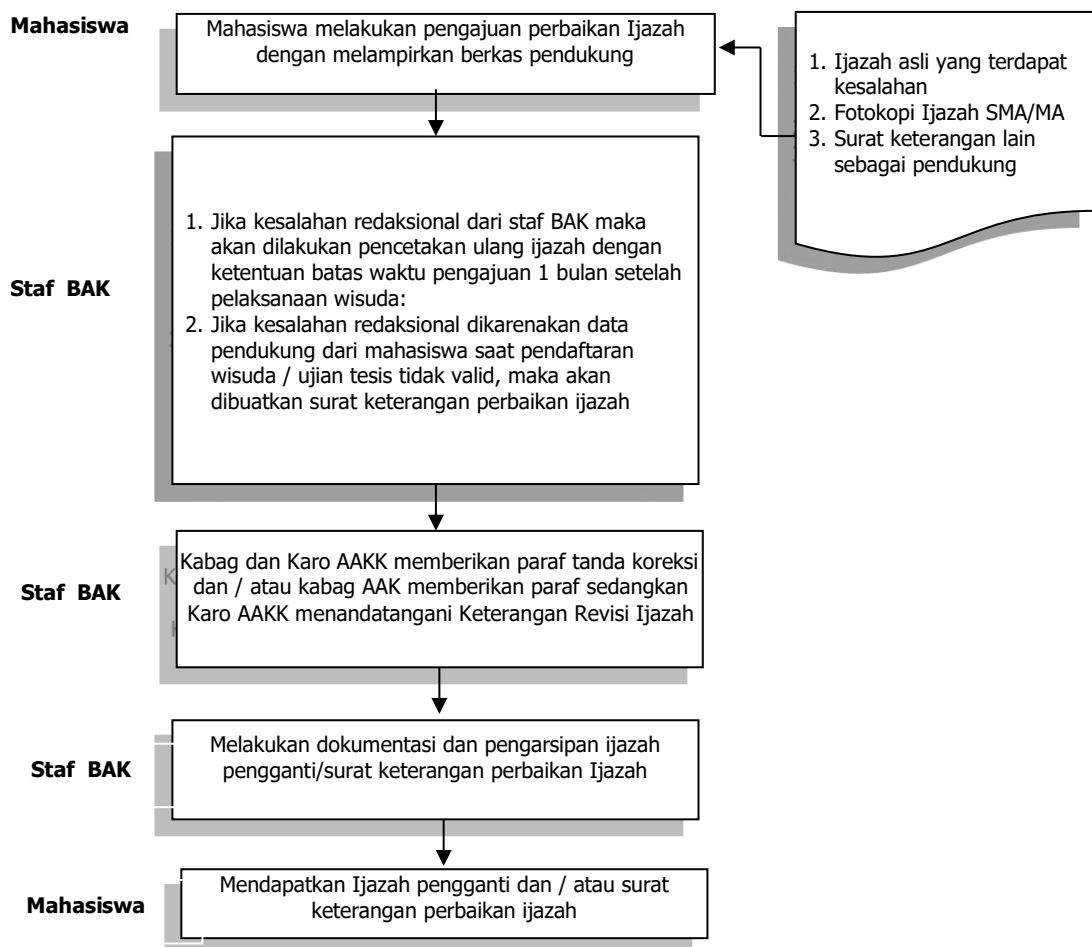 Mahasiswa
Mahasiswa melakukan pengajuan perbaikan Ijazah
dengan melampirkan berkas pendukung
1. Ijazah asli yang terdapat
kesalahan
2. Fotokopi Ijazah SMA/MA
3. Surat keterangan lain
sebagai pendukung
Staf BAK
1. Jika kesalahan redaksional dari staf BAK maka
akan dilakukan pencetakan ulang ijazah dengan
ketentuan batas waktu pengajuan 1 bulan setelah
pelaksanaan wisuda:
2. Jika kesalahan redaksional dikarenakan data
pendukung dari mahasiswa saat pendaftaran
wisuda / ujian tesis tidak valid, maka akan
dibuatkan surat keterangan perbaikan ijazah
Staf BAK
Kabag dan Karo AAKK memberikan paraf tanda koreksi
dan / atau kabag AAK memberikan paraf sedangkan
Karo AAKK menandatangani Keterangan Revisi Ijazah
Staf BAK
Melakukan dokumentasi dan pengarsipan ijazah
pengganti/surat keterangan perbaikan Ijazah
Mahasiswa
Mendapatkan Ijazah pengganti dan / atau surat
keterangan perbaikan ijazah